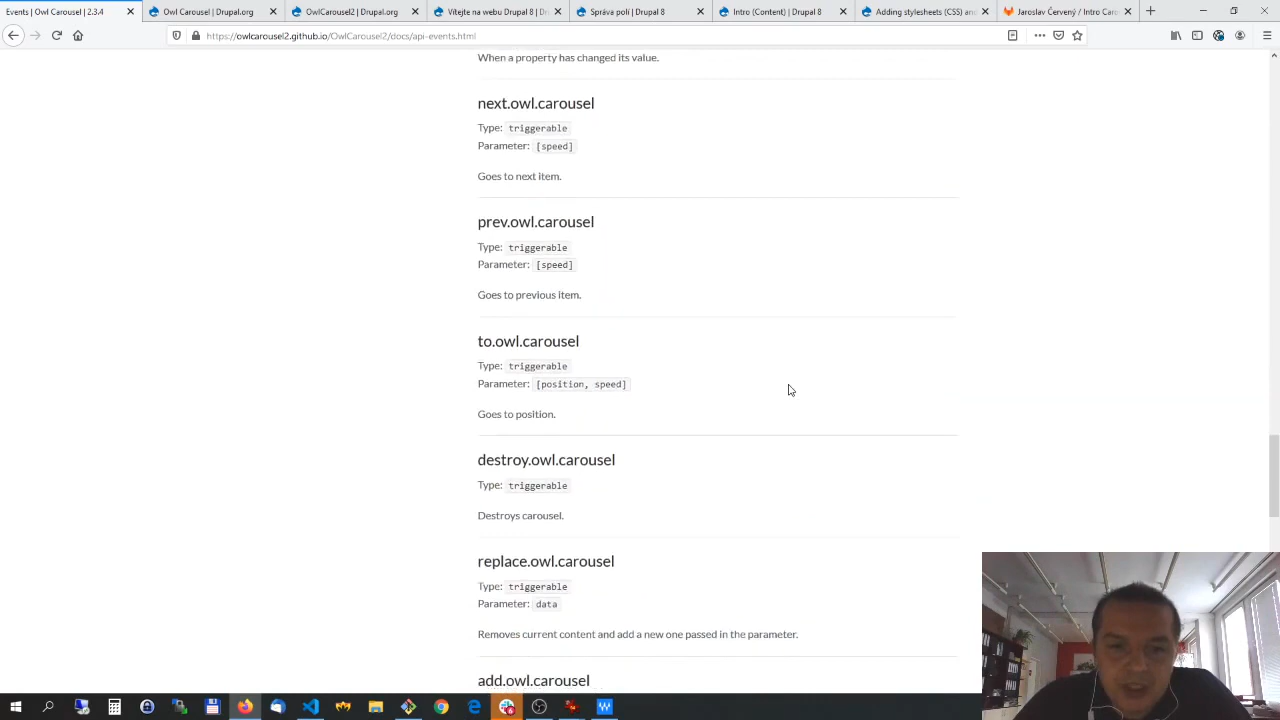 Events | Owl Carousel | 2.3.4
Owl Carousel | Drupal.org
OwlCarousel2 | Drupal.org
Vítejte na webu Drupal 8 | Dru
Správa polí | Drupal 8
Intro (Content) | Drupal 8
Adding stylesheets (CSS) and
Jaroslav Černý / Intro Caro
https://owlcarousel2.github.io/OwlCarousel2/docs/api-events.html
When a property has changed its value.
next.owl.carousel
Type: triggerable
Parameter: [speed]
Goes to next item.
prev.owl.carousel
Type: triggerable
Parameter: [speed]
Goes to previous item.
to.owl.carousel
Type: triggerable
Parameter: [position, speed]
Goes to position.
destroy.owl.carousel
Type: triggerable
Destroys carousel.
replace.owl.carousel
Type: triggerable
Parameter: data
Removes current content and add a new one passed in the parameter.
add.owl.carousel